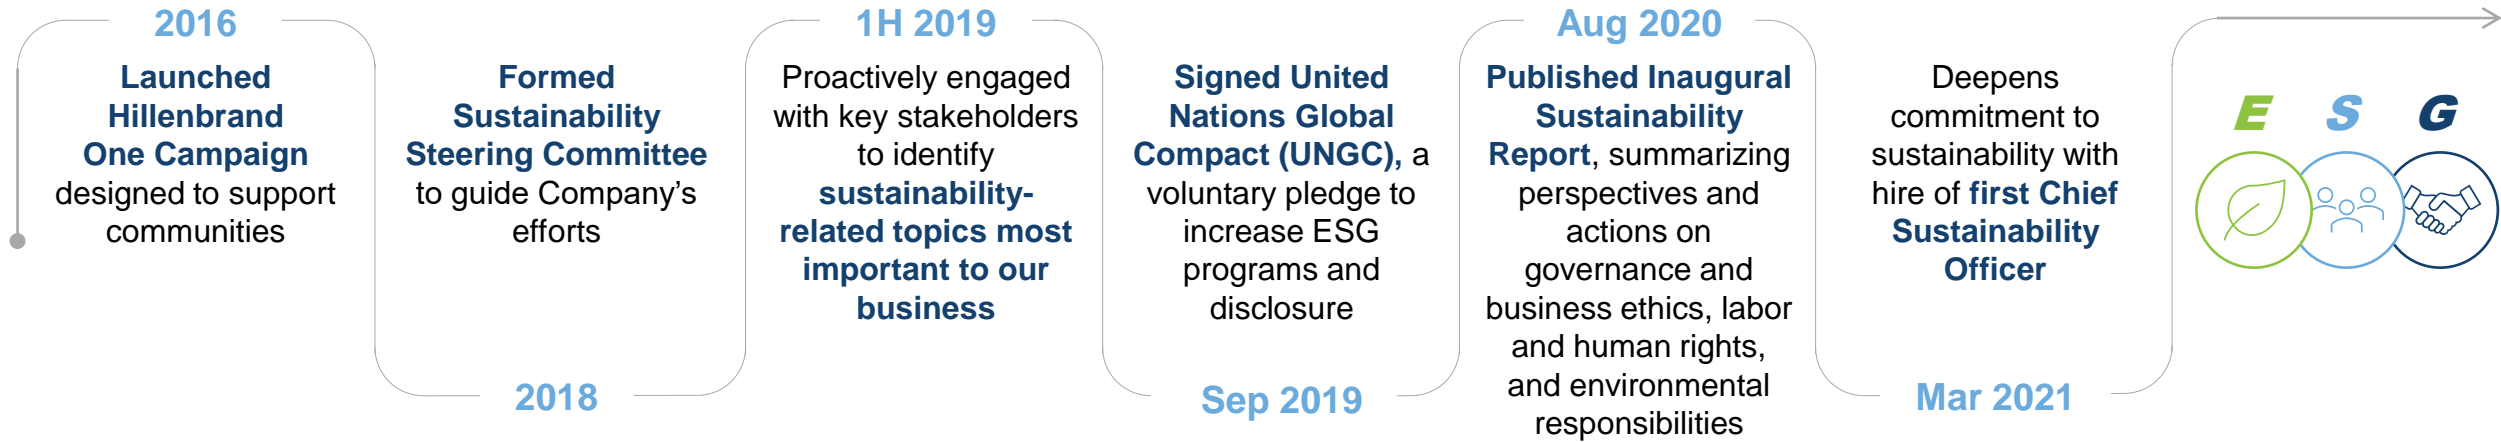 2016
Launched
Hillenbrand
One Campaign
designed to support
communities
Formed
Sustainability
Steering Committee
to guide Company’s
efforts
2018
1H 2019
Proactively engaged
with key stakeholders
to identify
sustainability-
related topics most
important to our
business
Signed United
Nations Global
Compact (UNGC), a
voluntary pledge to
increase ESG
programs and
disclosure
Sep 2019
Aug 2020
Published Inaugural
Sustainability
Report, summarizing
perspectives and
actions on
governance and
business ethics, labor
and human rights,
and environmental
responsibilities
Deepens
commitment to
sustainability with
hire of first Chief
Sustainability
Officer
Mar 2021
E S G